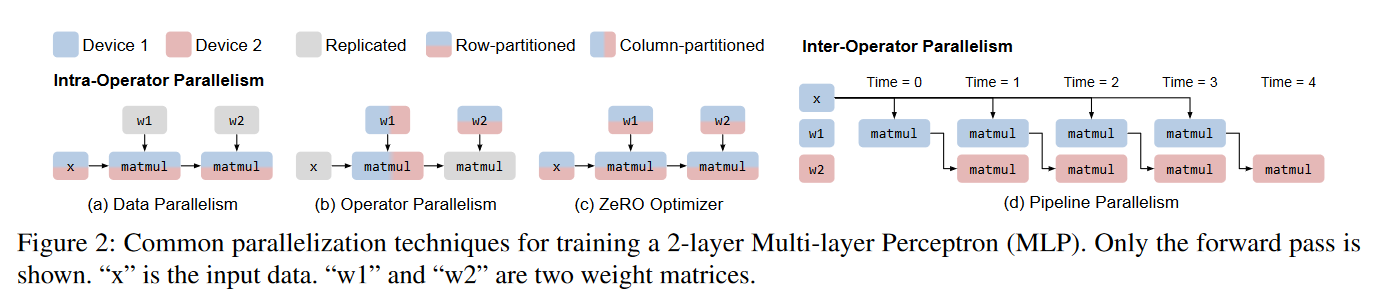 Device 1 Device 2 Replicated Row-partitioned Column-partitioned
Intra-Operator Parallelism
w1 w2
x matmul matmul
(a) Data Parallelism
w1 w2
x matmul matmul
(b) Operator Parallelism
w1 w2
x matmul matmul
(c) ZeRO Optimizer
Inter-Operator Parallelism
Time = 0 Time = 1 Time = 2 Time = 3 Time = 4
x
w1 matmul matmul matmul matmul
w2 matmul matmul matmul matmul
(d) Pipeline Parallelism
Figure 2: Common parallelization techniques for training a 2-layer Multi-layer Perceptron (MLP). Only the forward pass is
shown. “x” is the input data. “w1” and “w2” are two weight matrices.